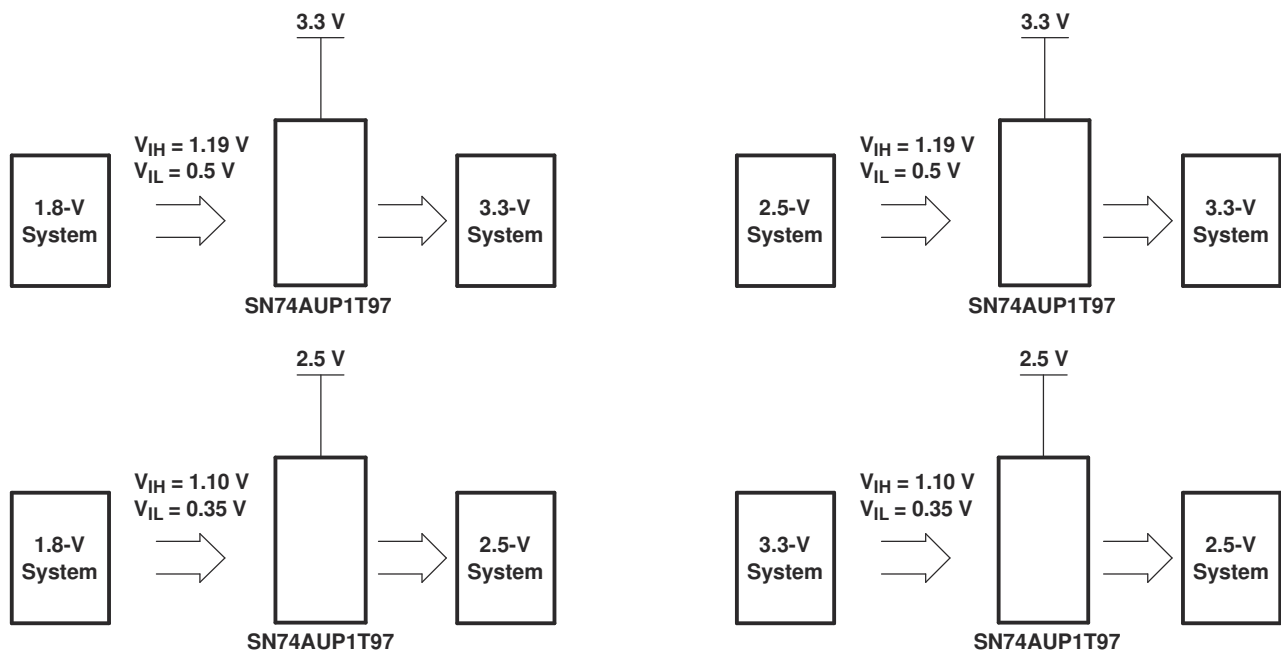 3.3 V
V_IH = 1.19 V
V_IL = 0.5 V
1.8-V
System
3.3-V
System
SN74AUP1T97
3.3 V
V_IH = 1.19 V
V_IL = 0.5 V
2.5-V
System
3.3-V
System
SN74AUP1T97
2.5 V
V_IH = 1.10 V
V_IL = 0.35 V
1.8-V
System
2.5-V
System
SN74AUP1T97
2.5 V
V_IH = 1.10 V
V_IL = 0.35 V
3.3-V
System
2.5-V
System
SN74AUP1T97